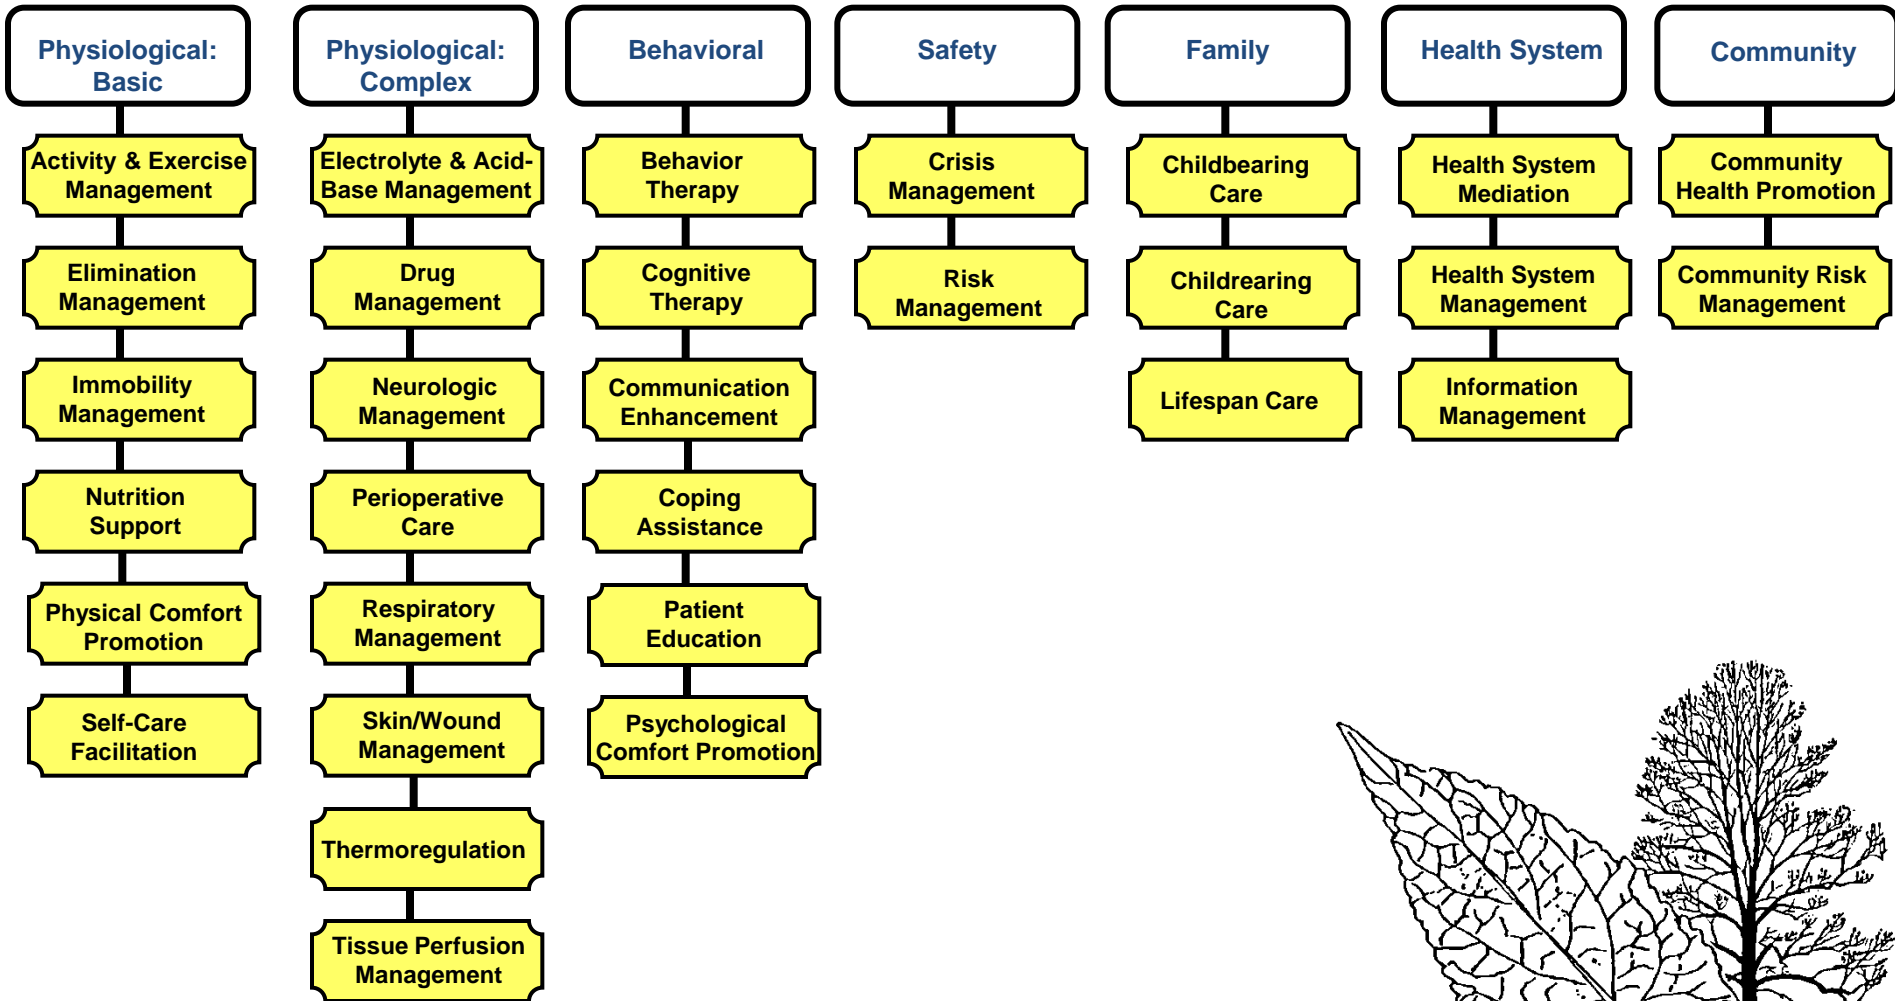 Physiological:
Basic
Activity & Exercise
Management
Elimination
Management
Immobility
Management
Nutrition
Support
Physical Comfort
Promotion
Self-Care
Facilitation
Physiological:
Complex
Electrolyte & Acid-
Base Management
Drug
Management
Neurologic
Management
Perioperative
Care
Respiratory
Management
Skin/Wound
Management
Thermoregulation
Tissue Perfusion
Management
Behavioral
Behavior
Therapy
Cognitive
Therapy
Communication
Enhancement
Coping
Assistance
Patient
Education
Psychological
Comfort Promotion
Safety
Crisis
Management
Risk
Management
Family
Childbearing
Care
Childrearing
Care
Lifespan Care
Health System
Health System
Mediation
Health System
Management
Information
Management
Community
Community
Health Promotion
Community Risk
Management